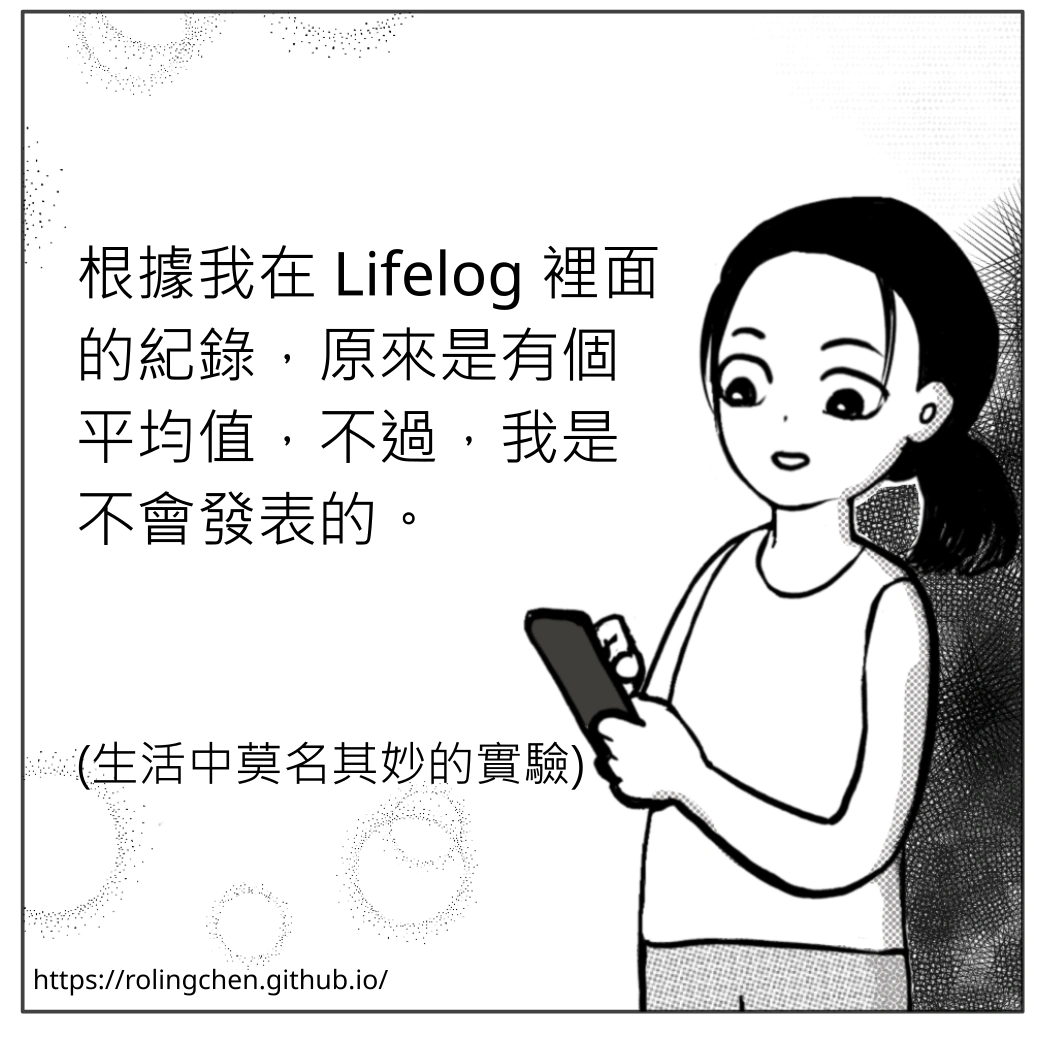 根據我在 Lifelog 裡面
的紀錄，原來是有個
平均值，不過，我是
不會發表的。
(生活中莫名其妙的實驗)
https://rolingchen.github.io/